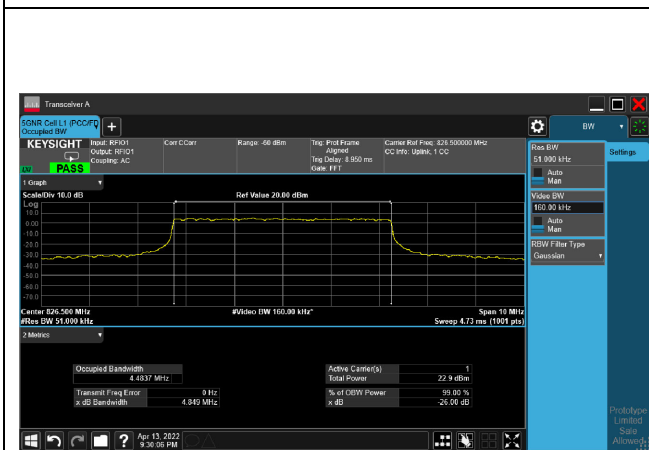 Transceiver A
5GNR Cell L1 (PCC/FD
Occupied BW
BW
KEYSIGHT
Input: RFIO1
Output: RFIO1
Coupling: AC
Corr CCorr
Range: -60 dBm
Trig: Prot Frame
Aligned
Trig Delay: 8.950 ms
Gate: FFT
Carrier Ref Freq: 826.500000 MHz
CC Info: Uplink, 1 CC
PASS
Res BW
51.000 kHz
Auto
Man
Settings
Video BW
160.00 kHz
Auto
Man
RBW Filter Type
Gaussian
1 Graph
Scale/Div 10.0 dB
Ref Value 20.00 dBm
Log
10.0
0.00
-10.0
-20.0
-30.0
-40.0
-50.0
-60.0
-70.0
Center 826.500 MHz
#Video BW 160.00 kHz*
Span 10 MHz
#Res BW 51.000 kHz
Sweep 4.73 ms (1001 pts)
2 Metrics
Occupied Bandwidth
4.4837 MHz
Active Carrier(s) 1
Total Power 22.9 dBm
Transmit Freq Error 0 Hz
x dB Bandwidth 4.849 MHz
% of OBW Power 99.00 %
x dB -26.00 dB
Prototype
Limited
Sale
Allowed
Apr 13, 2022
9:30:06 PM